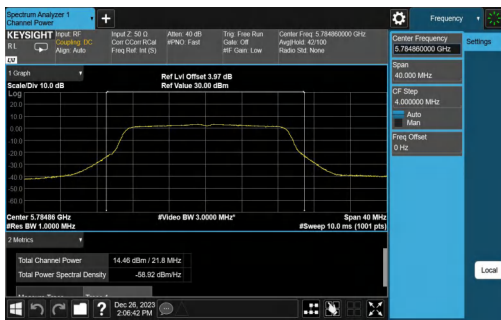 Spectrum Analyzer 1
Channel Power
+
Frequency
KEYSIGHT
Input: RF
Coupling: DC
Align: Auto
Input Z: 50 Ω
Corr CCorr RCal
Freq Ref: Int (S)
Atten: 40 dB
#PNO: Fast
Trig: Free Run
Gate: Off
#IF Gain: Low
Center Freq: 5.784860000 GHz
Avg|Hold: 42/100
Radio Std: None
RL
LXI
1 Graph
Scale/Div 10.0 dB
Ref Lvl Offset 3.97 dB
Ref Value 30.00 dBm
Log
20.0
10.0
0.00
-10.0
-20.0
-30.0
-40.0
-50.0
-60.0
Center 5.78486 GHz
#Res BW 1.0000 MHz
#Video BW 3.0000 MHz*
Span 40 MHz
#Sweep 10.0 ms (1001 pts)
2 Metrics
Total Channel Power 14.46 dBm / 21.8 MHz
Total Power Spectral Density -58.92 dBm/Hz
?
Dec 26, 2023
2:06:42 PM
Center Frequency
5.784860000 GHz
Settings
Span
40.000 MHz
CF Step
4.000000 MHz
Auto
Man
Freq Offset
0 Hz
Local